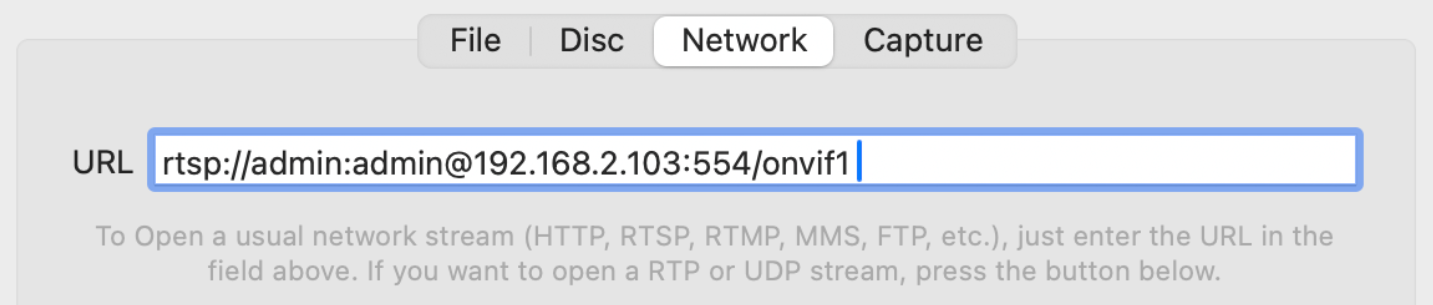 File Disc Network Capture
URL rtsp://admin:admin@192.168.2.103:554/onvif1
To Open a usual network stream (HTTP, RTSP, RTMP, MMS, FTP, etc.), just enter the URL in the
field above. If you want to open a RTP or UDP stream, press the button below.